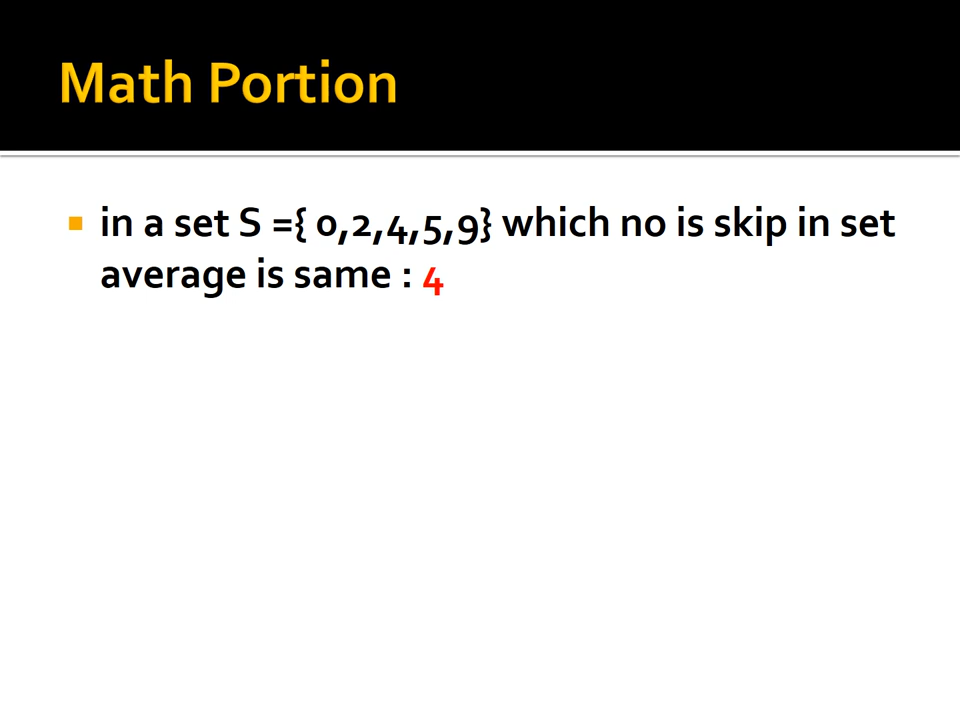 Math Portion
in a set S ={ 0,2,4,5,9} which no is skip in set
average is same : 4